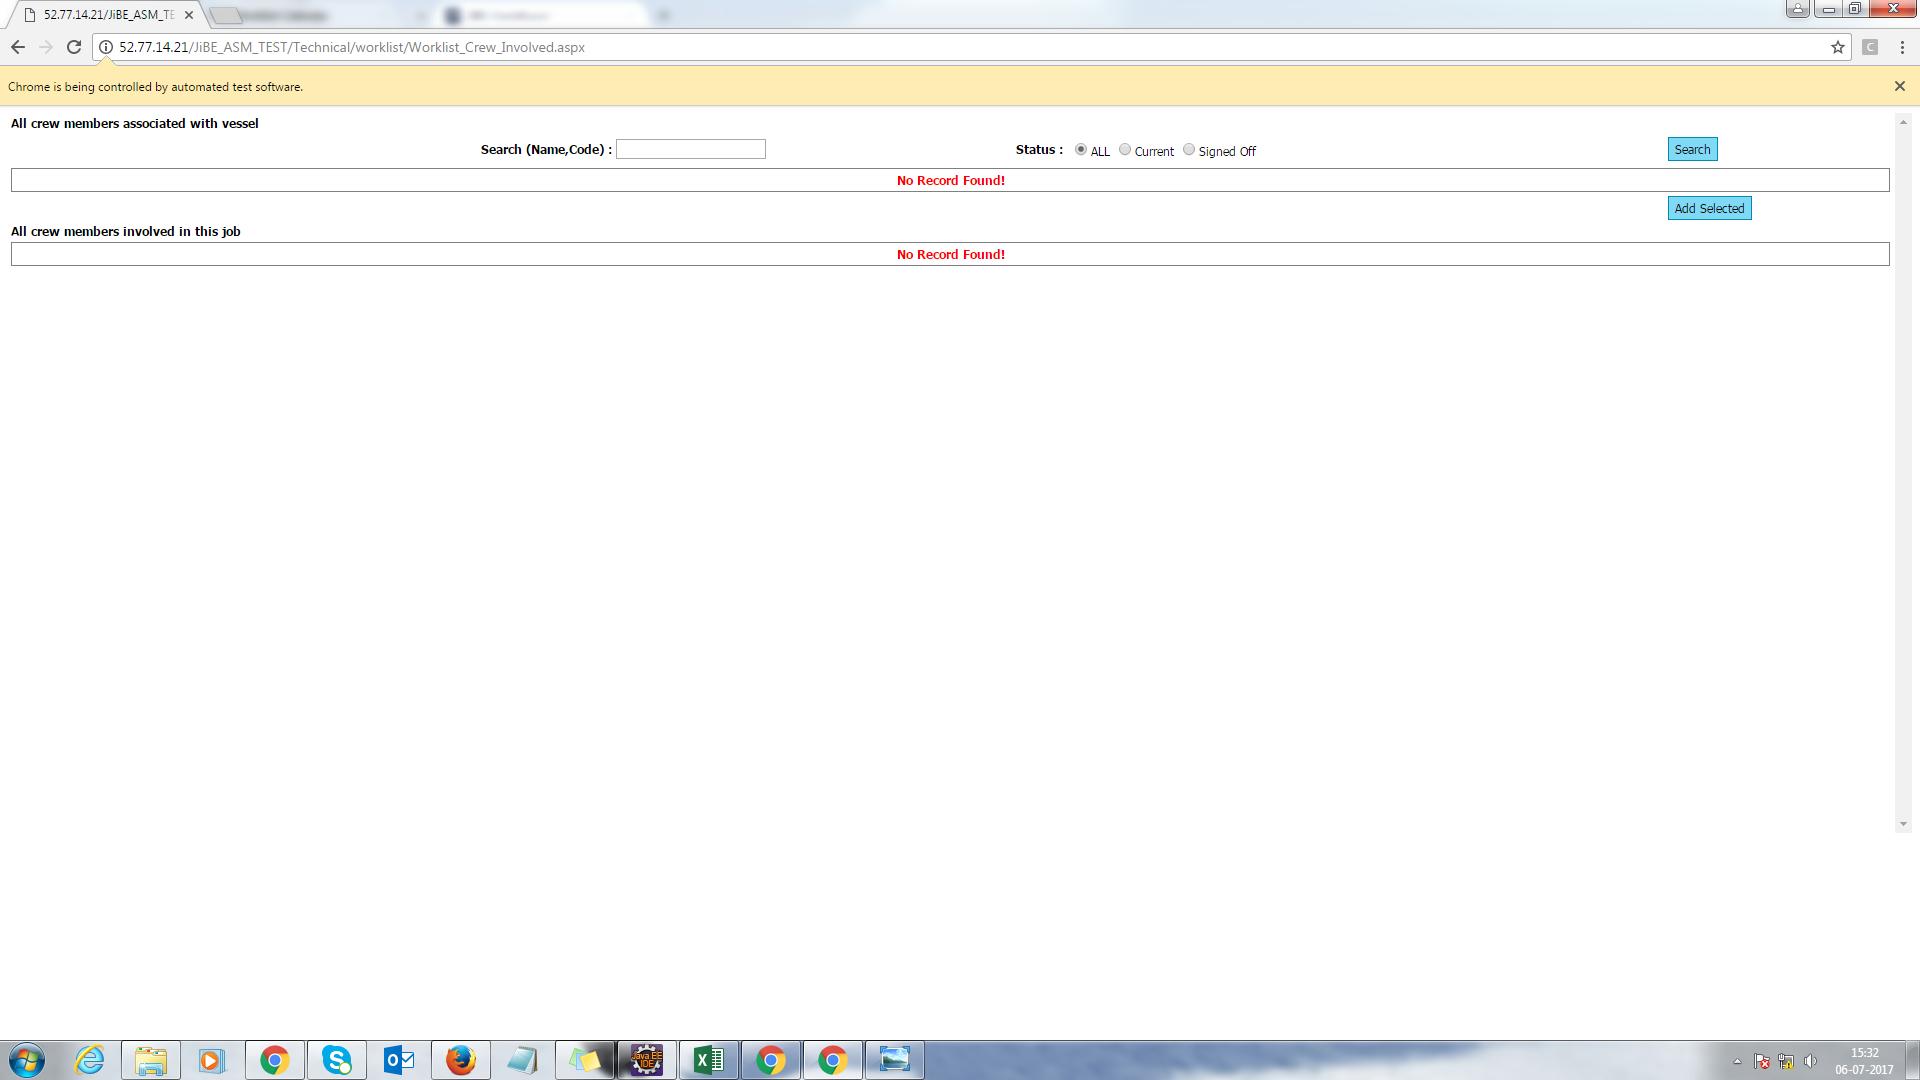 52.77.14.21/JiBE_ASM_TE
52.77.14.21/JiBE_ASM_TEST/Technical/worklist/Worklist_Crew_Involved.aspx
C
Chrome is being controlled by automated test software.
All crew members associated with vessel
Search (Name,Code) :
Status : ALL Current Signed Off
Search
No Record Found!
Add Selected
All crew members involved in this job
No Record Found!
Java EE
IDE
15:32
06-07-2017